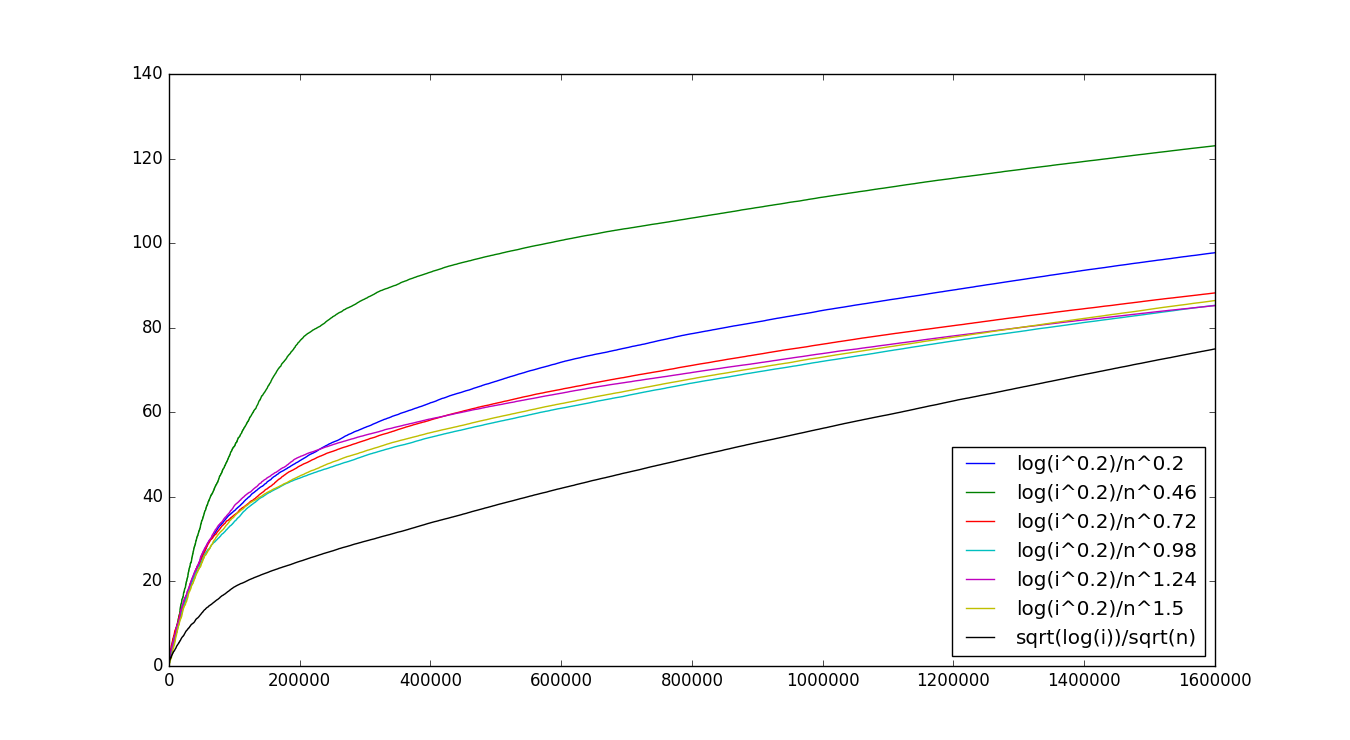 140
120
100
80
60
40
20
0
0 200000 400000 600000 800000 1000000 1200000 1400000 1600000
log(i^0.2)/n^0.2
log(i^0.2)/n^0.46
log(i^0.2)/n^0.72
log(i^0.2)/n^0.98
log(i^0.2)/n^1.24
log(i^0.2)/n^1.5
sqrt(log(i))/sqrt(n)